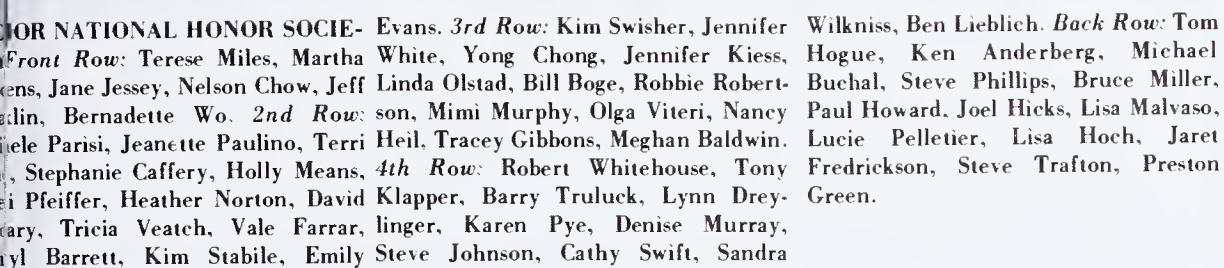 NATIONAL HONOR SOCIE-
Front Row: Terese Miles, Martha
Jane Jessey, Nelson Chow, Jeff
Bernadette Wo. 2nd Row:
Parisi, Jeanette Paulino, Terri
Stephanie Caffery, Holly Means,
Pfeiffer, Heather Norton, David
Tricia Veatch, Vale Farrar,
Barrett, Kim Stabile, Emily
Evans. 3rd Row: Kim Swisher, Jennifer
White, Yong Chong, Jennifer Kiess,
Linda Olstad, Bill Boge, Robbie Robert-
son, Mimi Murphy, Olga Viteri, Nancy
Heil, Tracey Gibbons, Meghan Baldwin.
4th Row: Robert Whitehouse, Tony
Klapper, Barry Truluck, Lynn Drey-
linger, Karen Pye, Denise Murray,
Steve Johnson, Cathy Swift, Sandra
Wilkniss, Ben Lieblich. Back Row: Tom
Hogue, Ken Anderberg, Michael
Buchal, Steve Phillips, Bruce Miller,
Paul Howard, Joel Hicks, Lisa Malvaso,
Lucie Pelletier, Lisa Hoch, Jaret
Fredrickson, Steve Trafton, Preston
Green.